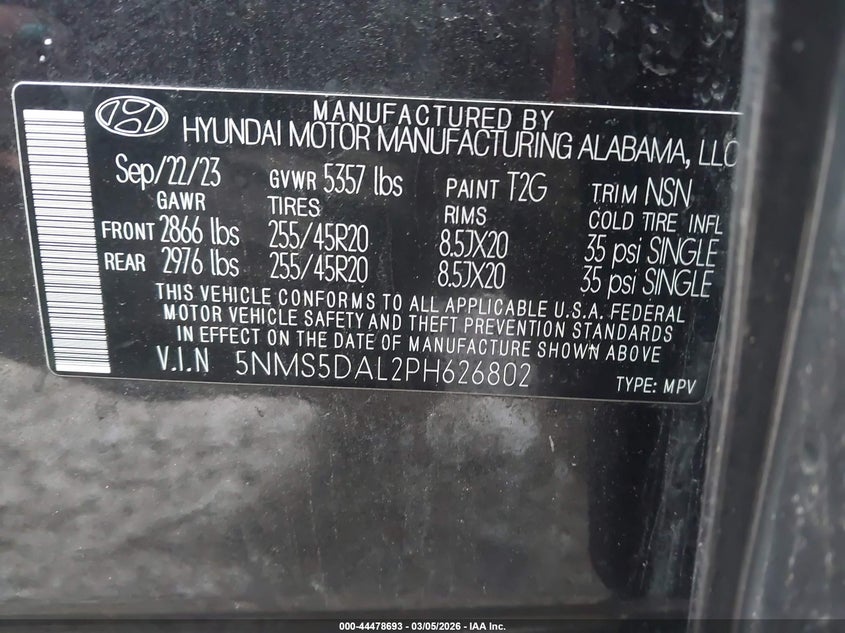 MANUFACTURED BY
HYUNDAI MOTOR MANUFACTURING ALABAMA, LLC
Sep/22/23 GVWR 5357 lbs PAINT T2G TRIM NSN
GAWR TIRES RIMS COLD TIRE INFL
FRONT 2866 lbs 255/45R20 8.5JX20 35 psi SINGLE
REAR 2976 lbs 255/45R20 8.5JX20 35 psi SINGLE
THIS VEHICLE CONFORMS TO ALL APPLICABLE U.S.A. FEDERAL
MOTOR VEHICLE SAFETY AND THEFT PREVENTION STANDARDS
IN EFFECT ON THE DATE OF MANUFACTURE SHOWN ABOVE
V.I.N 5NMS5DAL2PH626802
TYPE: MPV
000-44478693 - 03/05/2026 - IAA Inc.